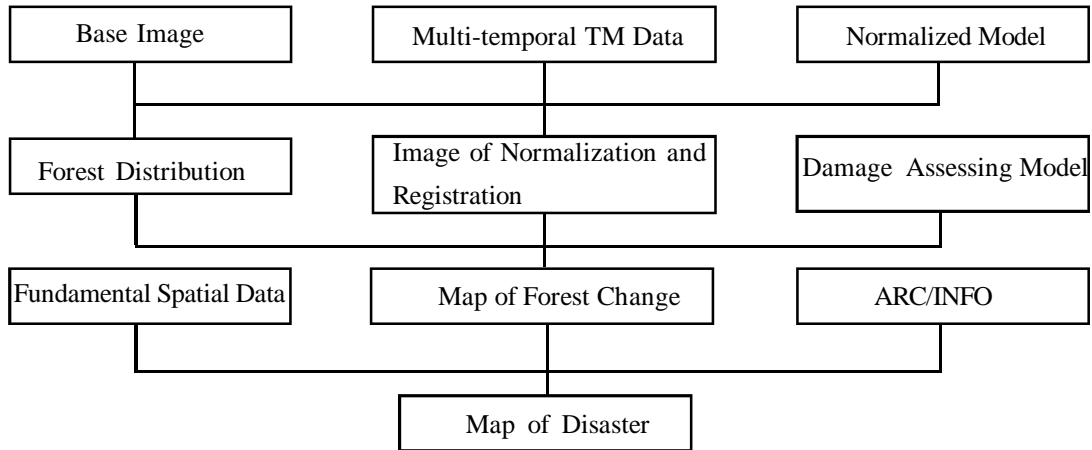 Base Image
Multi-temporal TM Data
Normalized Model
Forest Distribution
Image of Normalization and
Registration
Damage Assessing Model
Fundamental Spatial Data
Map of Forest Change
ARC/INFO
Map of Disaster